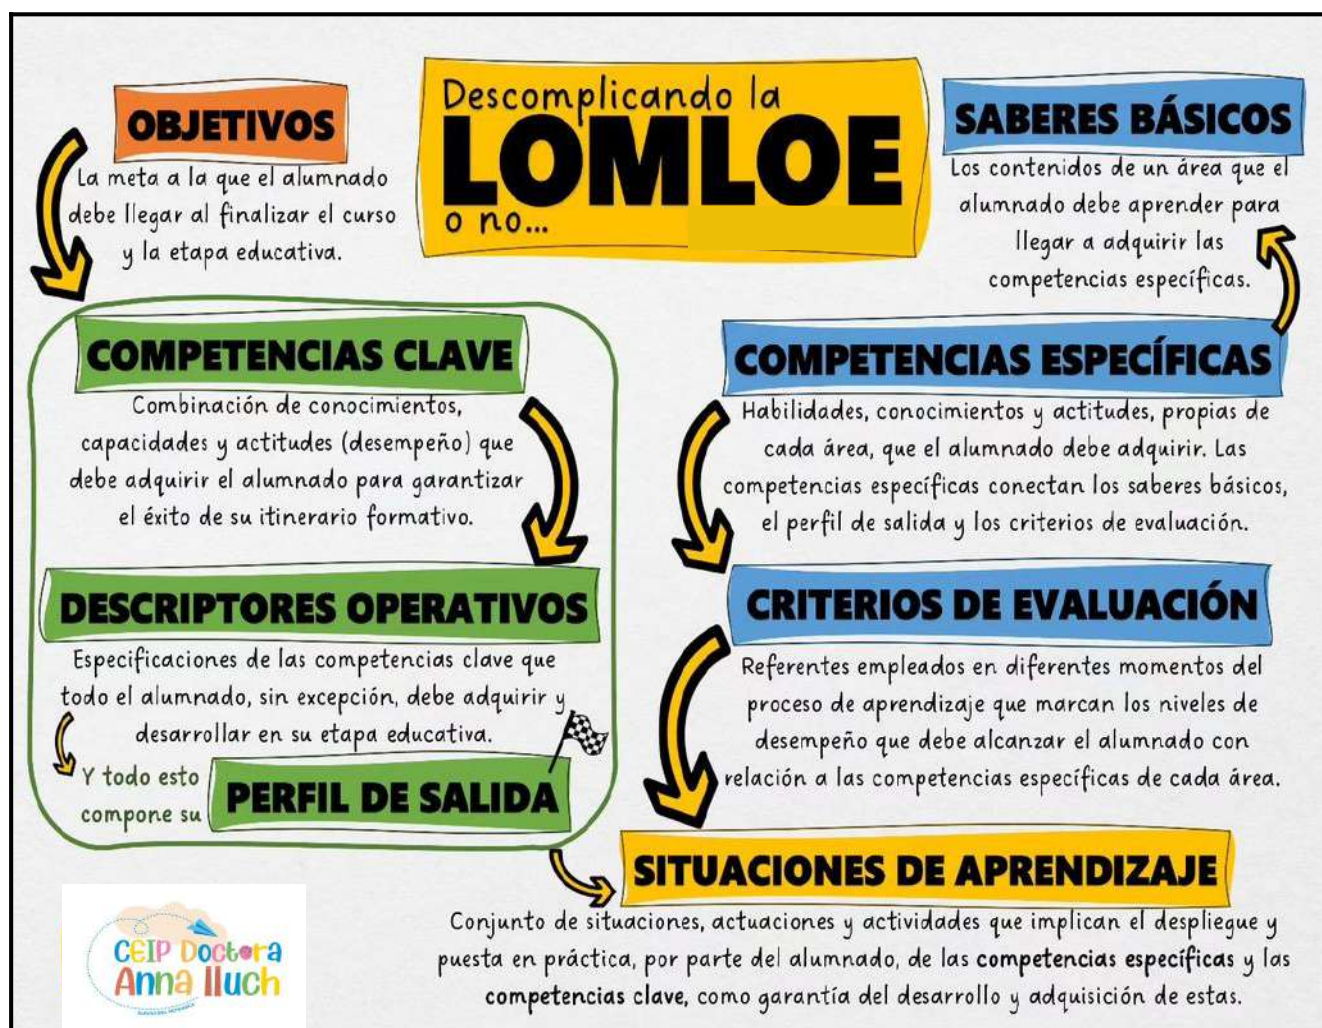 Descomplicando la
LOMLOE
o no...
OBJETIVOS
La meta a la que el alumnado
debe llegar al finalizar el curso
y la etapa educativa.
COMPETENCIAS CLAVE
Combinación de conocimientos,
capacidades y actitudes (desempeño) que
debe adquirir el alumnado para garantizar
el éxito de su itinerario formativo.
DESCRIPTORES OPERATIVOS
Especificaciones de las competencias clave que
todo el alumnado, sin excepción, debe adquirir y
desarrollar en su etapa educativa.
Y todo esto
compone su
PERFIL DE SALIDA
SABERES BÁSICOS
Los contenidos de un área que el
alumnado debe aprender para
llegar a adquirir las
competencias específicas.
COMPETENCIAS ESPECÍFICAS
Habilidades, conocimientos y actitudes, propias de
cada área, que el alumnado debe adquirir. Las
competencias específicas conectan los saberes básicos,
el perfil de salida y los criterios de evaluación.
CRITERIOS DE EVALUACIÓN
Referentes empleados en diferentes momentos del
proceso de aprendizaje que marcan los niveles de
desempeño que debe alcanzar el alumnado con
relación a las competencias específicas de cada área.
SITUACIONES DE APRENDIZAJE
Conjunto de situaciones, actuaciones y actividades que implican el despliegue y
puesta en práctica, por parte del alumnado, de las competencias específicas y las
competencias clave, como garantía del desarrollo y adquisición de estas.
CEIP Doctora
Anna lluch